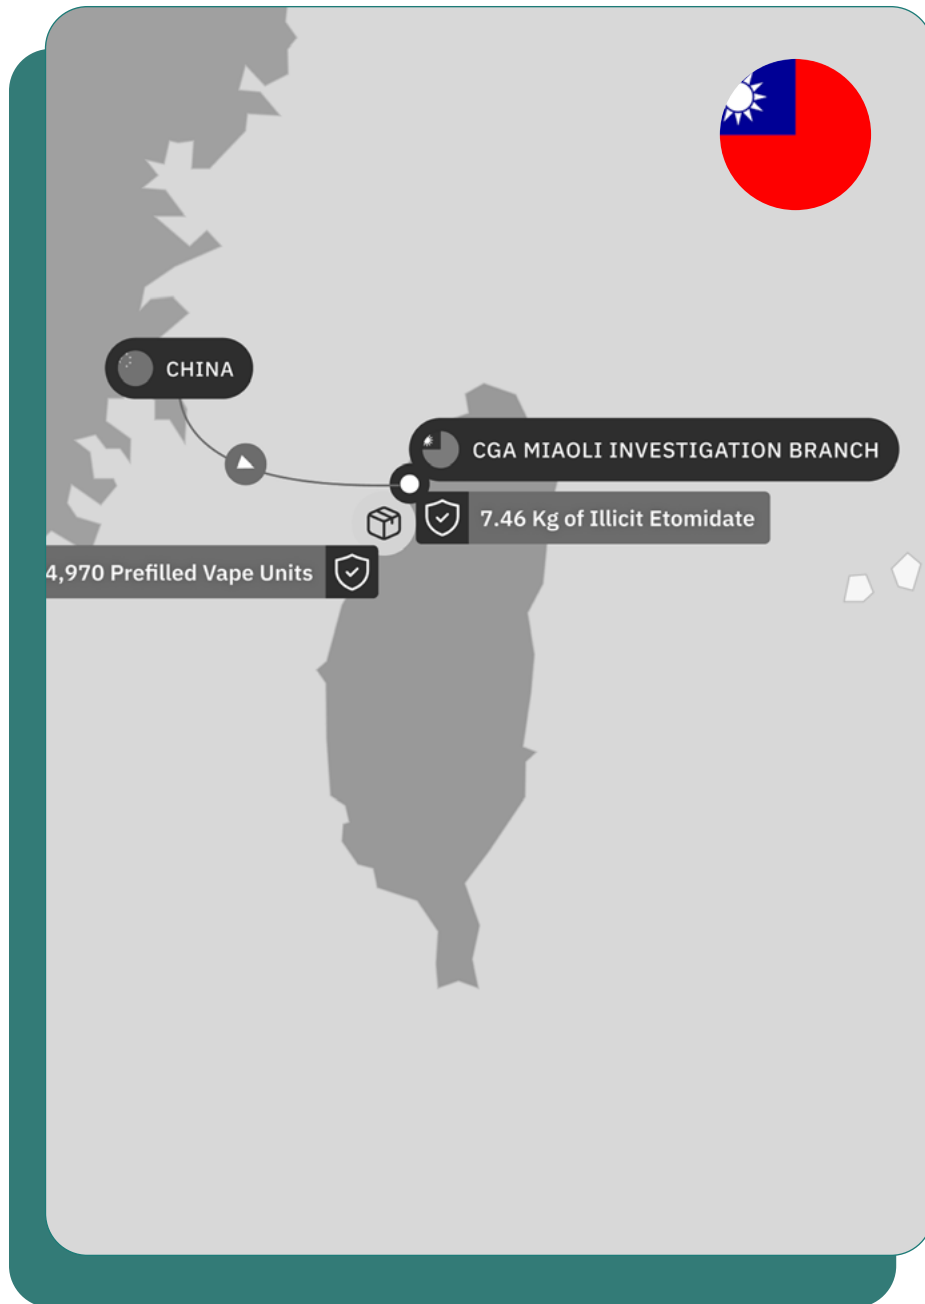 CHINA
CGA MIAOLI INVESTIGATION BRANCH
7.46 Kg of Illicit Etomidate
4,970 Prefilled Vape Units